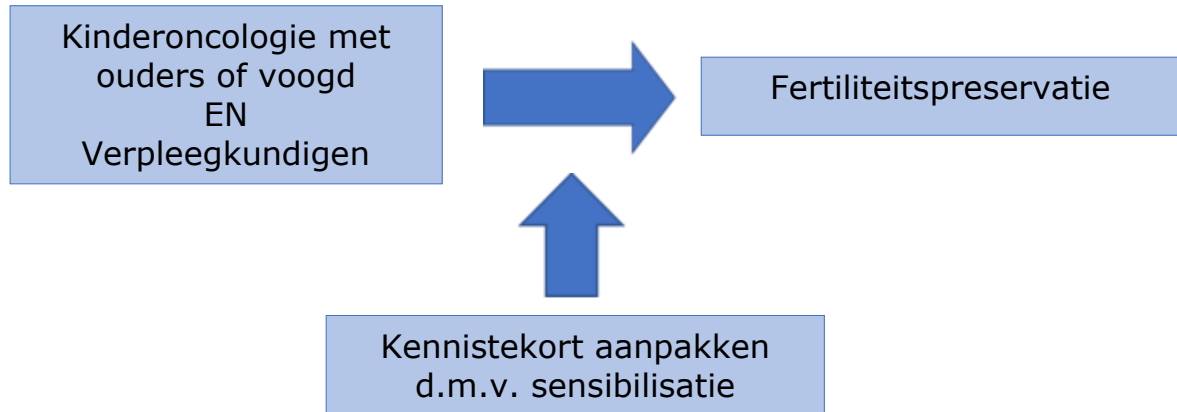 Kinderoncologie met
ouders of voogd
EN
Verpleegkundigen
Fertiliteitspreservatie
Kennistekort aanpakken
d.m.v. sensibilisatie